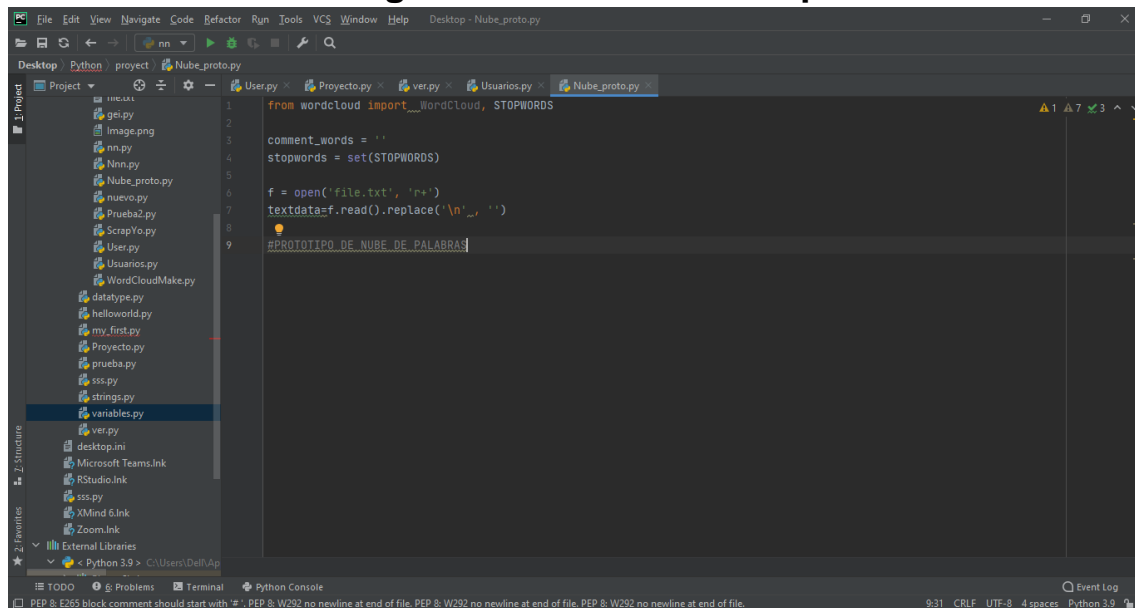 File Edit View Navigate Code Refactor Run Tools VCS Window Help Desktop - Nube_proto.py
nn
Desktop Python proyect Nube_proto.py
Project
User.py Proyecto.py ver.py Usuarios.py Nube_proto.py
1: Project
gei.py
Image.png
nn.py
Nnn.py
Nube_proto.py
nuevo.py
Prueba2.py
ScrapYo.py
User.py
Usuarios.py
WordCloudMake.py
datatype.py
helloworld.py
my_first.py
Proyecto.py
prueba.py
sss.py
strings.py
variables.py
ver.py
desktop.ini
Microsoft Teams.lnk
RStudio.lnk
sss.py
XMind 6.lnk
Zoom.lnk
External Libraries
< Python 3.9 > C:\Users\Dell\Ap
7: Structure
2: Favorites
1 from wordcloud import  WordCloud, STOPWORDS
2
3 comment_words = ''
4 stopwords = set(STOPWORDS)
5
6 f = open('file.txt', 'r+')
7 textdata=f.read().replace('\n' , '')
8
9 #PROTOTIPO DE NUBE DE PALABRAS
1 7 3
TODO 6: Problems Terminal Python Console Event Log
PEP 8: E265 block comment should start with '# '. PEP 8: W292 no newline at end of file. PEP 8: W292 no newline at end of file. PEP 8: W292 no newline at end of file. 9:31 CRLF UTF-8 4 spaces Python 3.9